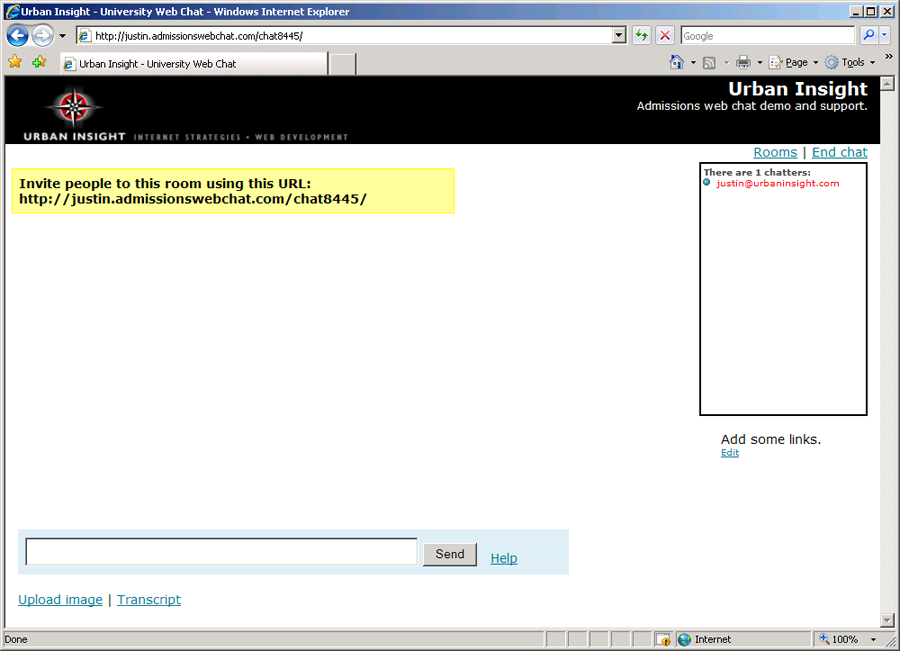 Urban Insight - University Web Chat - Windows Internet Explorer
http://justin.admissionswebchat.com/chat8445/
Google
Urban Insight - University Web Chat
Page
Tools
»
Urban Insight
Admissions web chat demo and support.
URBAN INSIGHT INTERNET STRATEGIES • WEB DEVELOPMENT
Rooms | End chat
Invite people to this room using this URL:
http://justin.admissionswebchat.com/chat8445/
There are 1 chatters:
justin@urbaninsight.com
Add some links.
Edit
Send
Help
Upload image | Transcript
Done
Internet
100%